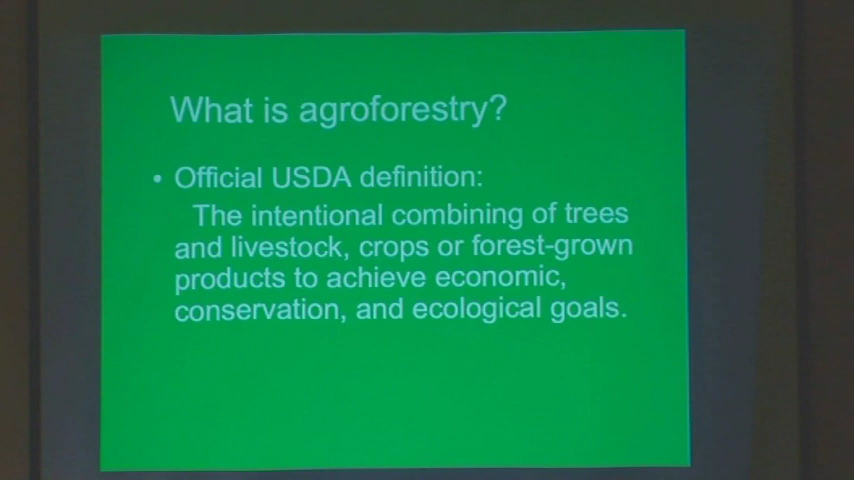 What is agroforestry?
• Official USDA definition:
The intentional combining of trees
and livestock, crops or forest-grown
products to achieve economic,
conservation, and ecological goals.